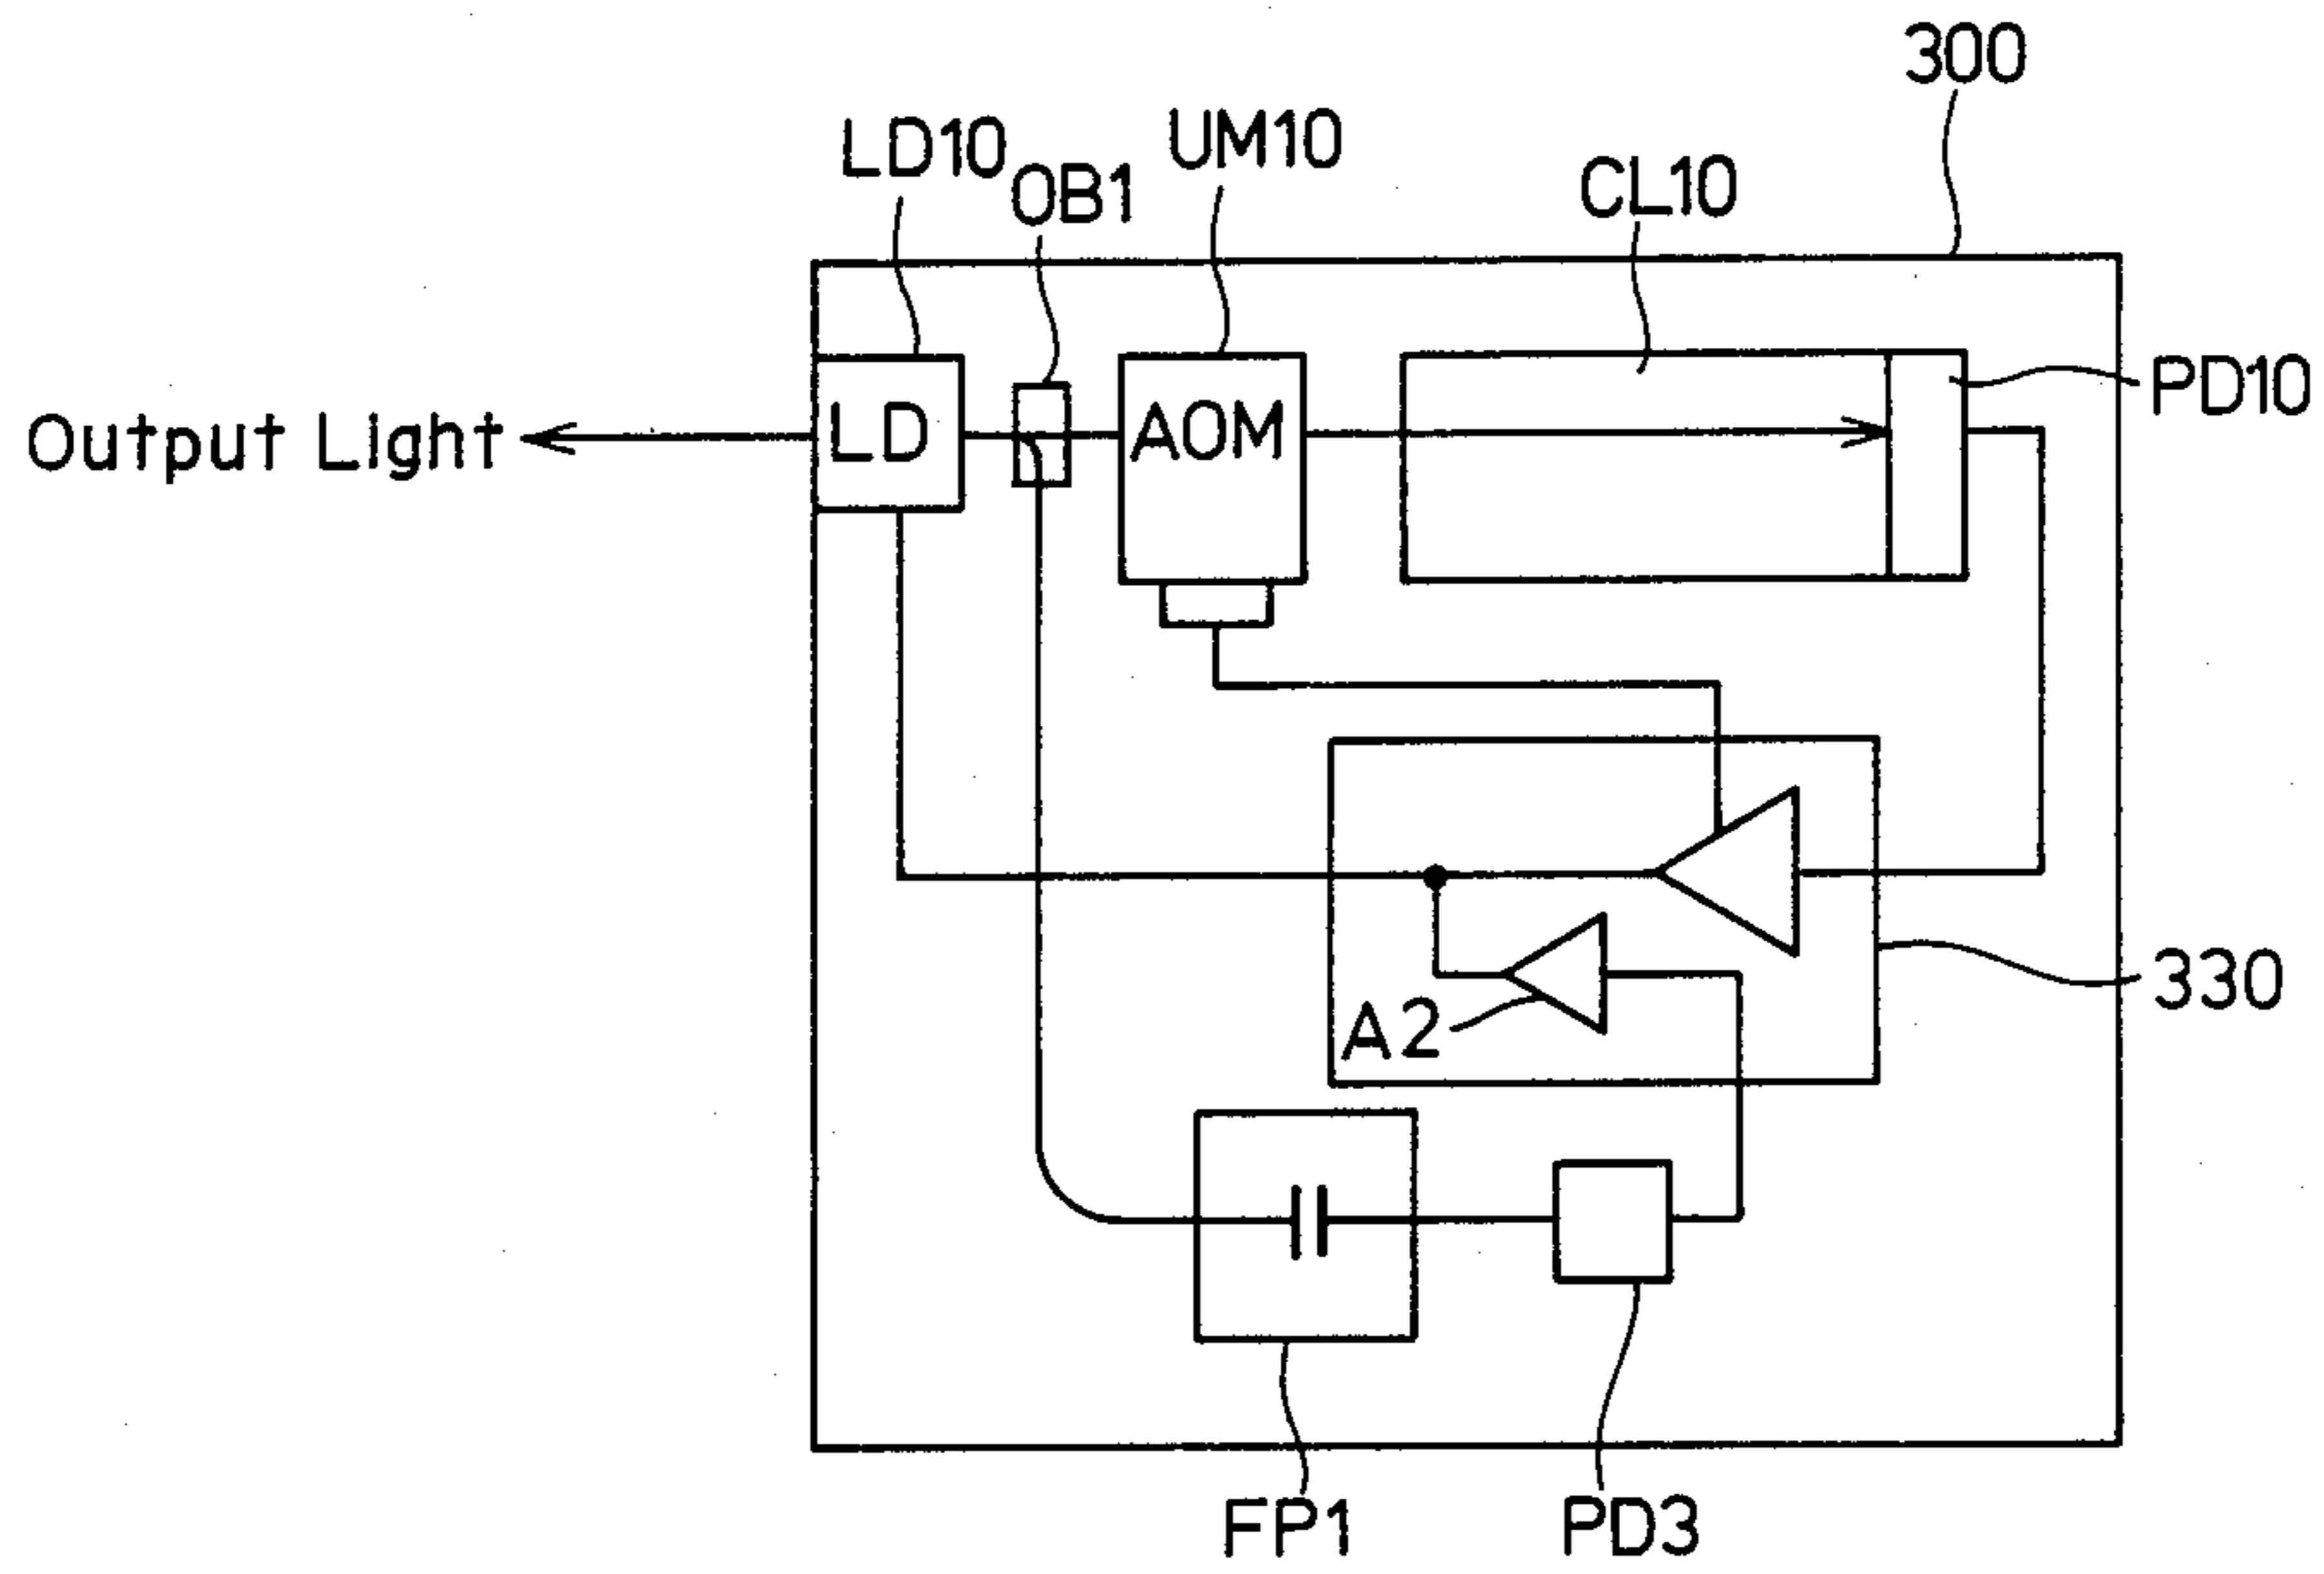 300
LD10
OB1
UM10
CL10
PD10
Output Light
LD
AOM
330
A2
FP1
PD3